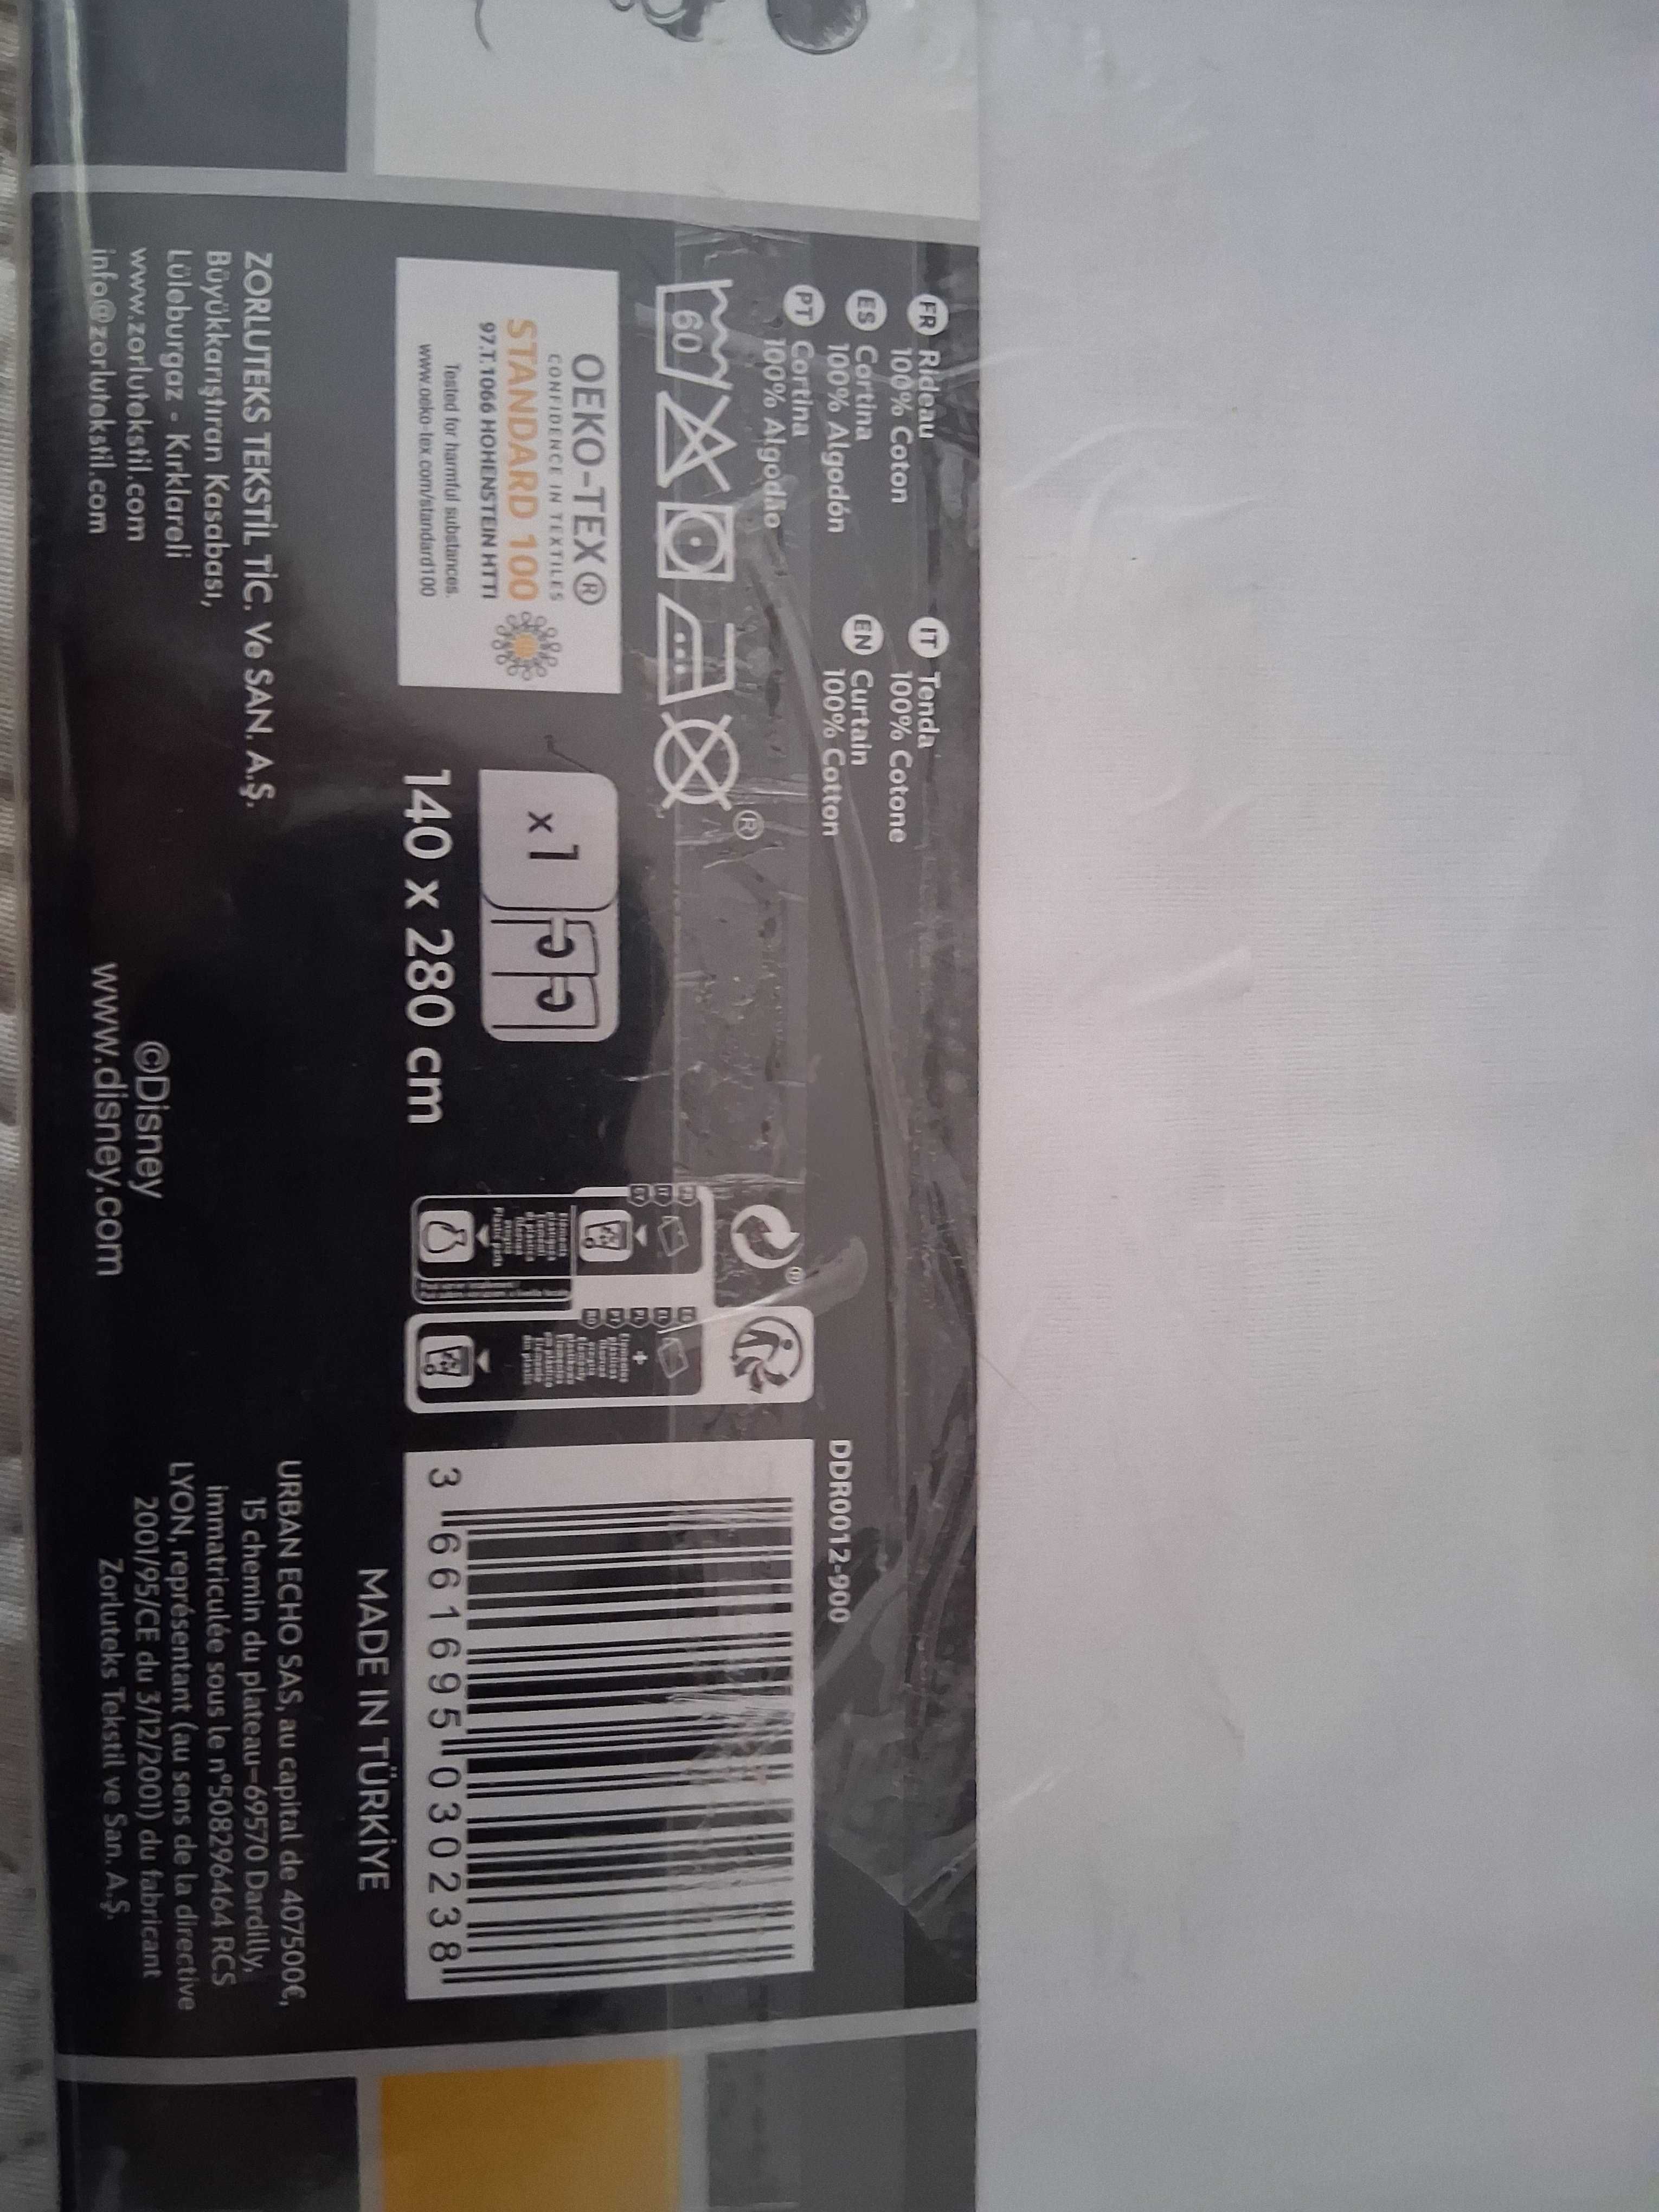 FR Rideau
100% Coton
ES Cortina
100% Algodón
PT Cortina
100% Algodão
IT Tenda
100% Cotone
EN Curtain
100% Cotton
60
®
OEKO-TEX®
CONFIDENCE IN TEXTILES
STANDARD 100
97.T.1066 HOHENSTEIN HTTI
Tested for harmful substances.
www.oeko-tex.com/standard100
x 1
140 x 280 cm
ZORLUTEKS TEKSTİL TİC. Ve SAN. A.Ş.
Büyükkarıştıran Kasabası,
Lüleburgaz - Kırklareli
www.zorlutekstil.com
info@zorlutekstil.com
©Disney
www.disney.com
®
DDR0012-900
3 661695 030238
MADE IN TÜRKİYE
URBAN ECHO SAS, au capital de 407500€,
15 chemin du plateau-69570 Dardilly,
immatriculée sous le n°508296464 RCS
LYON, représentant (au sens de la directive
2001/95/CE du 3/12/2001) du fabricant
Zorluteks Tekstil ve San. A.Ş.